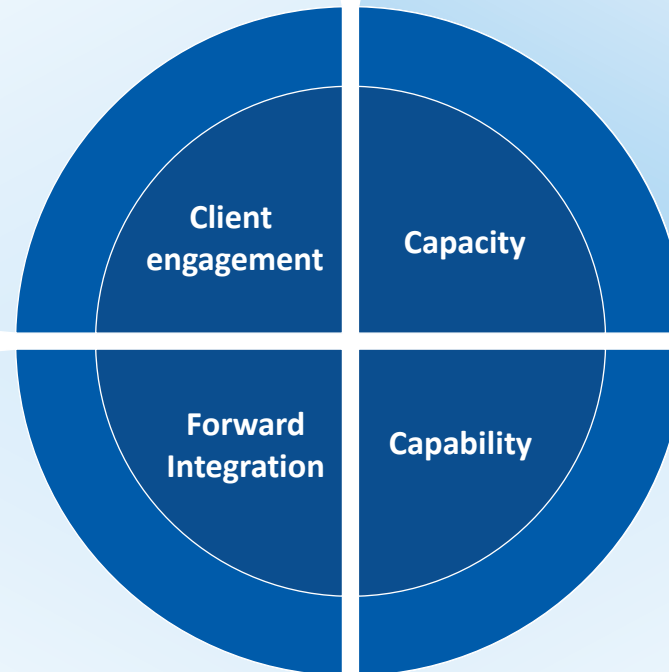 Client
engagement
Capacity
Forward
Integration
Capability